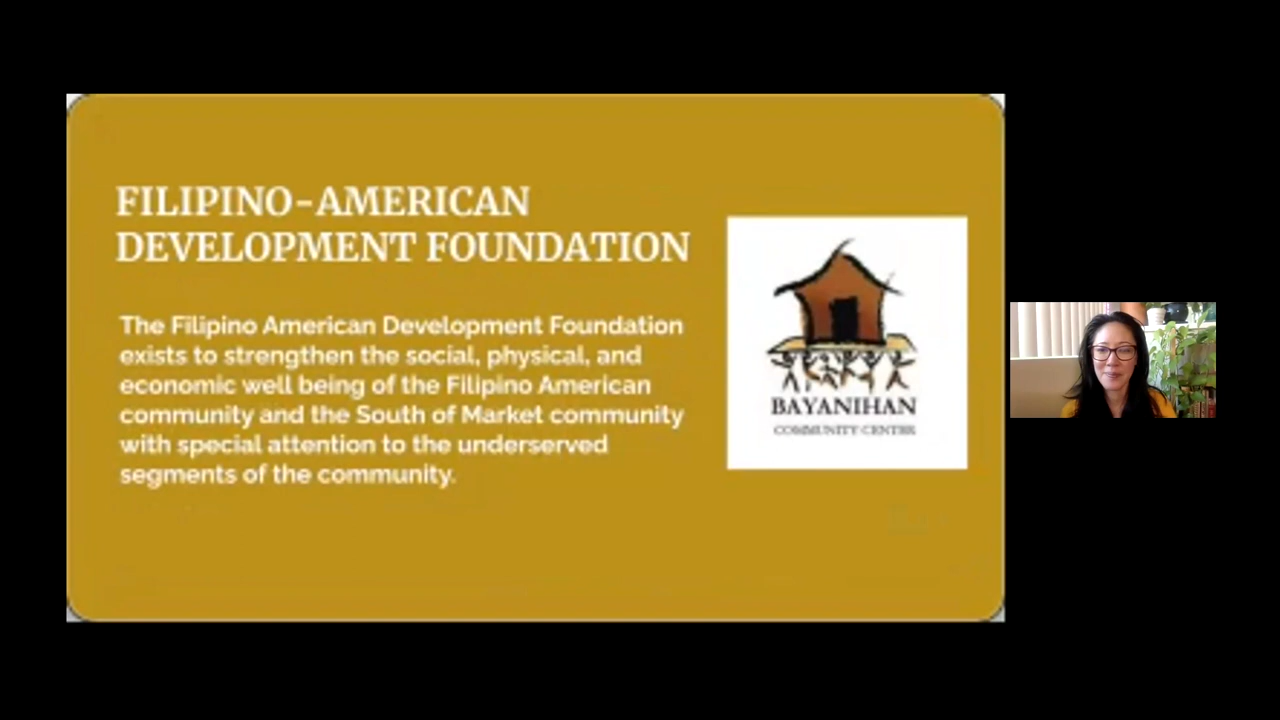 FILIPINO-AMERICAN
DEVELOPMENT FOUNDATION
The Filipino American Development Foundation
exists to strengthen the social, physical, and
economic well being of the Filipino American
community and the South of Market community
with special attention to the underserved
segments of the community.
BAYANIHAN
COMMUNITY CENTER